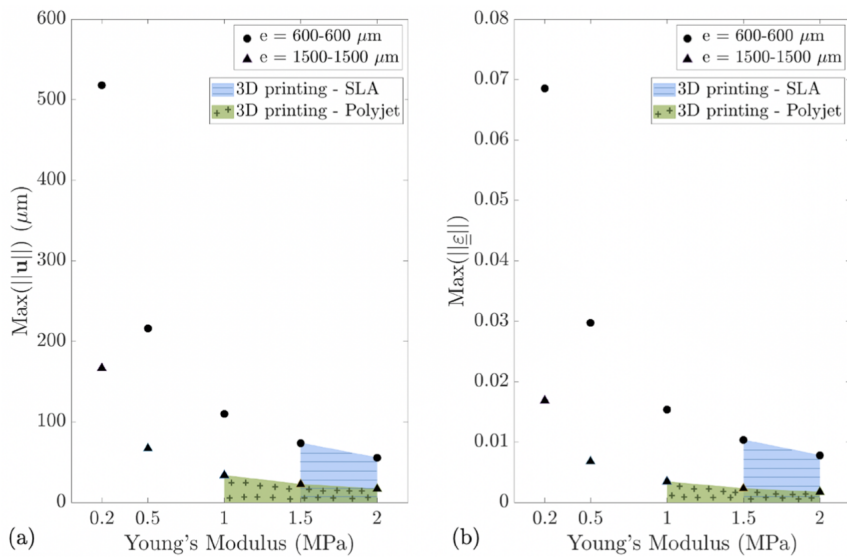 600
500
400
300
200
100
0
Max(||u||) (μm)
e = 600-600 μm
e = 1500-1500 μm
3D printing - SLA
3D printing - Polyjet
0.2 0.5 1 1.5 2
(a) Young's Modulus (MPa)
0.08
0.07
0.06
0.05
0.04
0.03
0.02
0.01
0
Max(||ε||)
e = 600-600 μm
e = 1500-1500 μm
3D printing - SLA
3D printing - Polyjet
0.2 0.5 1 1.5 2
(b) Young's Modulus (MPa)